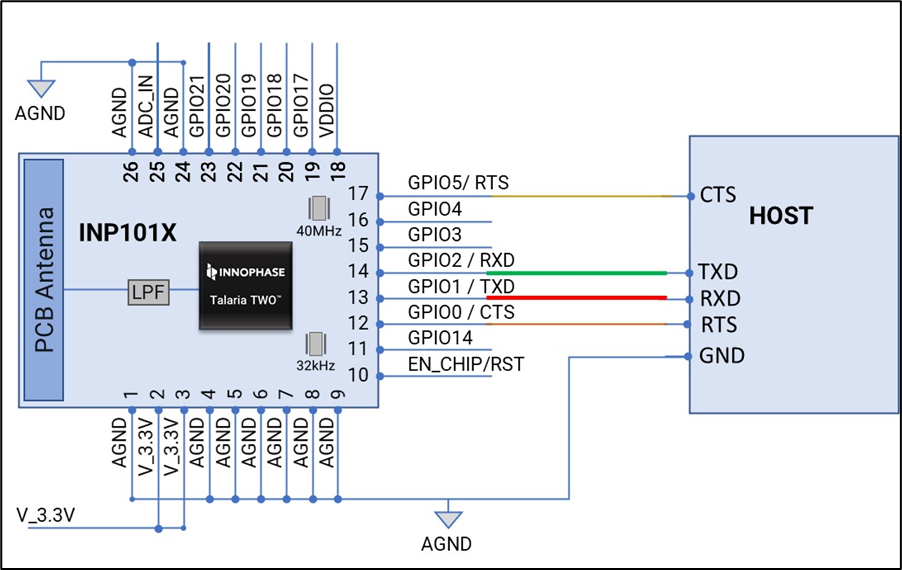 AGND
AGND
ADC_IN
AGND
GPIO21
GPIO20
GPIO19
GPIO18
GPIO17
VDDIO
26
25
24
23
22
21
20
19
18
PCB Antenna
INP101X
LPF
INNOPHASE
Talaria TWO™
40MHz
32kHz
17
GPIO5/ RTS
16
GPIO4
15
GPIO3
14
GPIO2 / RXD
13
GPIO1 / TXD
12
GPIO0 / CTS
11
GPIO14
10
EN_CHIP/RST
HOST
CTS
TXD
RXD
RTS
GND
1
2
3
4
5
6
7
8
9
AGND
V_3.3V
V_3.3V
AGND
AGND
AGND
AGND
AGND
AGND
V_3.3V
AGND